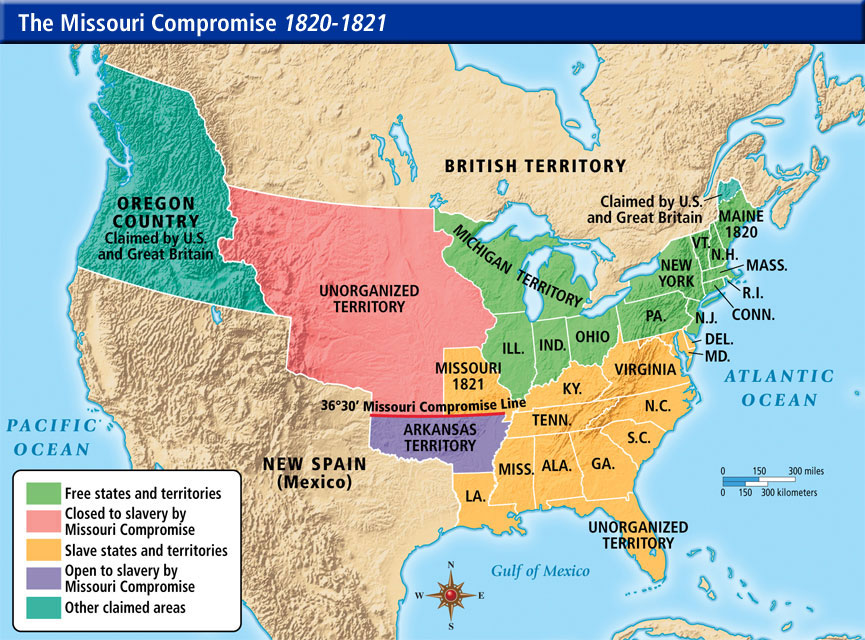 The Missouri Compromise 1820-1821
BRITISH TERRITORY
OREGON
COUNTRY
Claimed by U.S.
and Great Britain
Claimed by U.S.
and Great Britain
MAINE
1820
VT.
N.H.
MASS.
NEW
YORK
R.I.
CONN.
MICHIGAN TERRITORY
UNORGANIZED
TERRITORY
PA.
N.J.
OHIO
IND.
ILL.
DEL.
MD.
MISSOURI
1821
VIRGINIA
KY.
ATLANTIC
OCEAN
36°30′ Missouri Compromise Line
N.C.
TENN.
ARKANSAS
TERRITORY
S.C.
PACIFIC
OCEAN
NEW SPAIN
(Mexico)
MISS.
ALA.
GA.
LA.
0 150 300 miles
0 150 300 kilometers
UNORGANIZED
TERRITORY
Gulf of Mexico
N
W
E
S
Free states and territories
Closed to slavery by
Missouri Compromise
Slave states and territories
Open to slavery by
Missouri Compromise
Other claimed areas